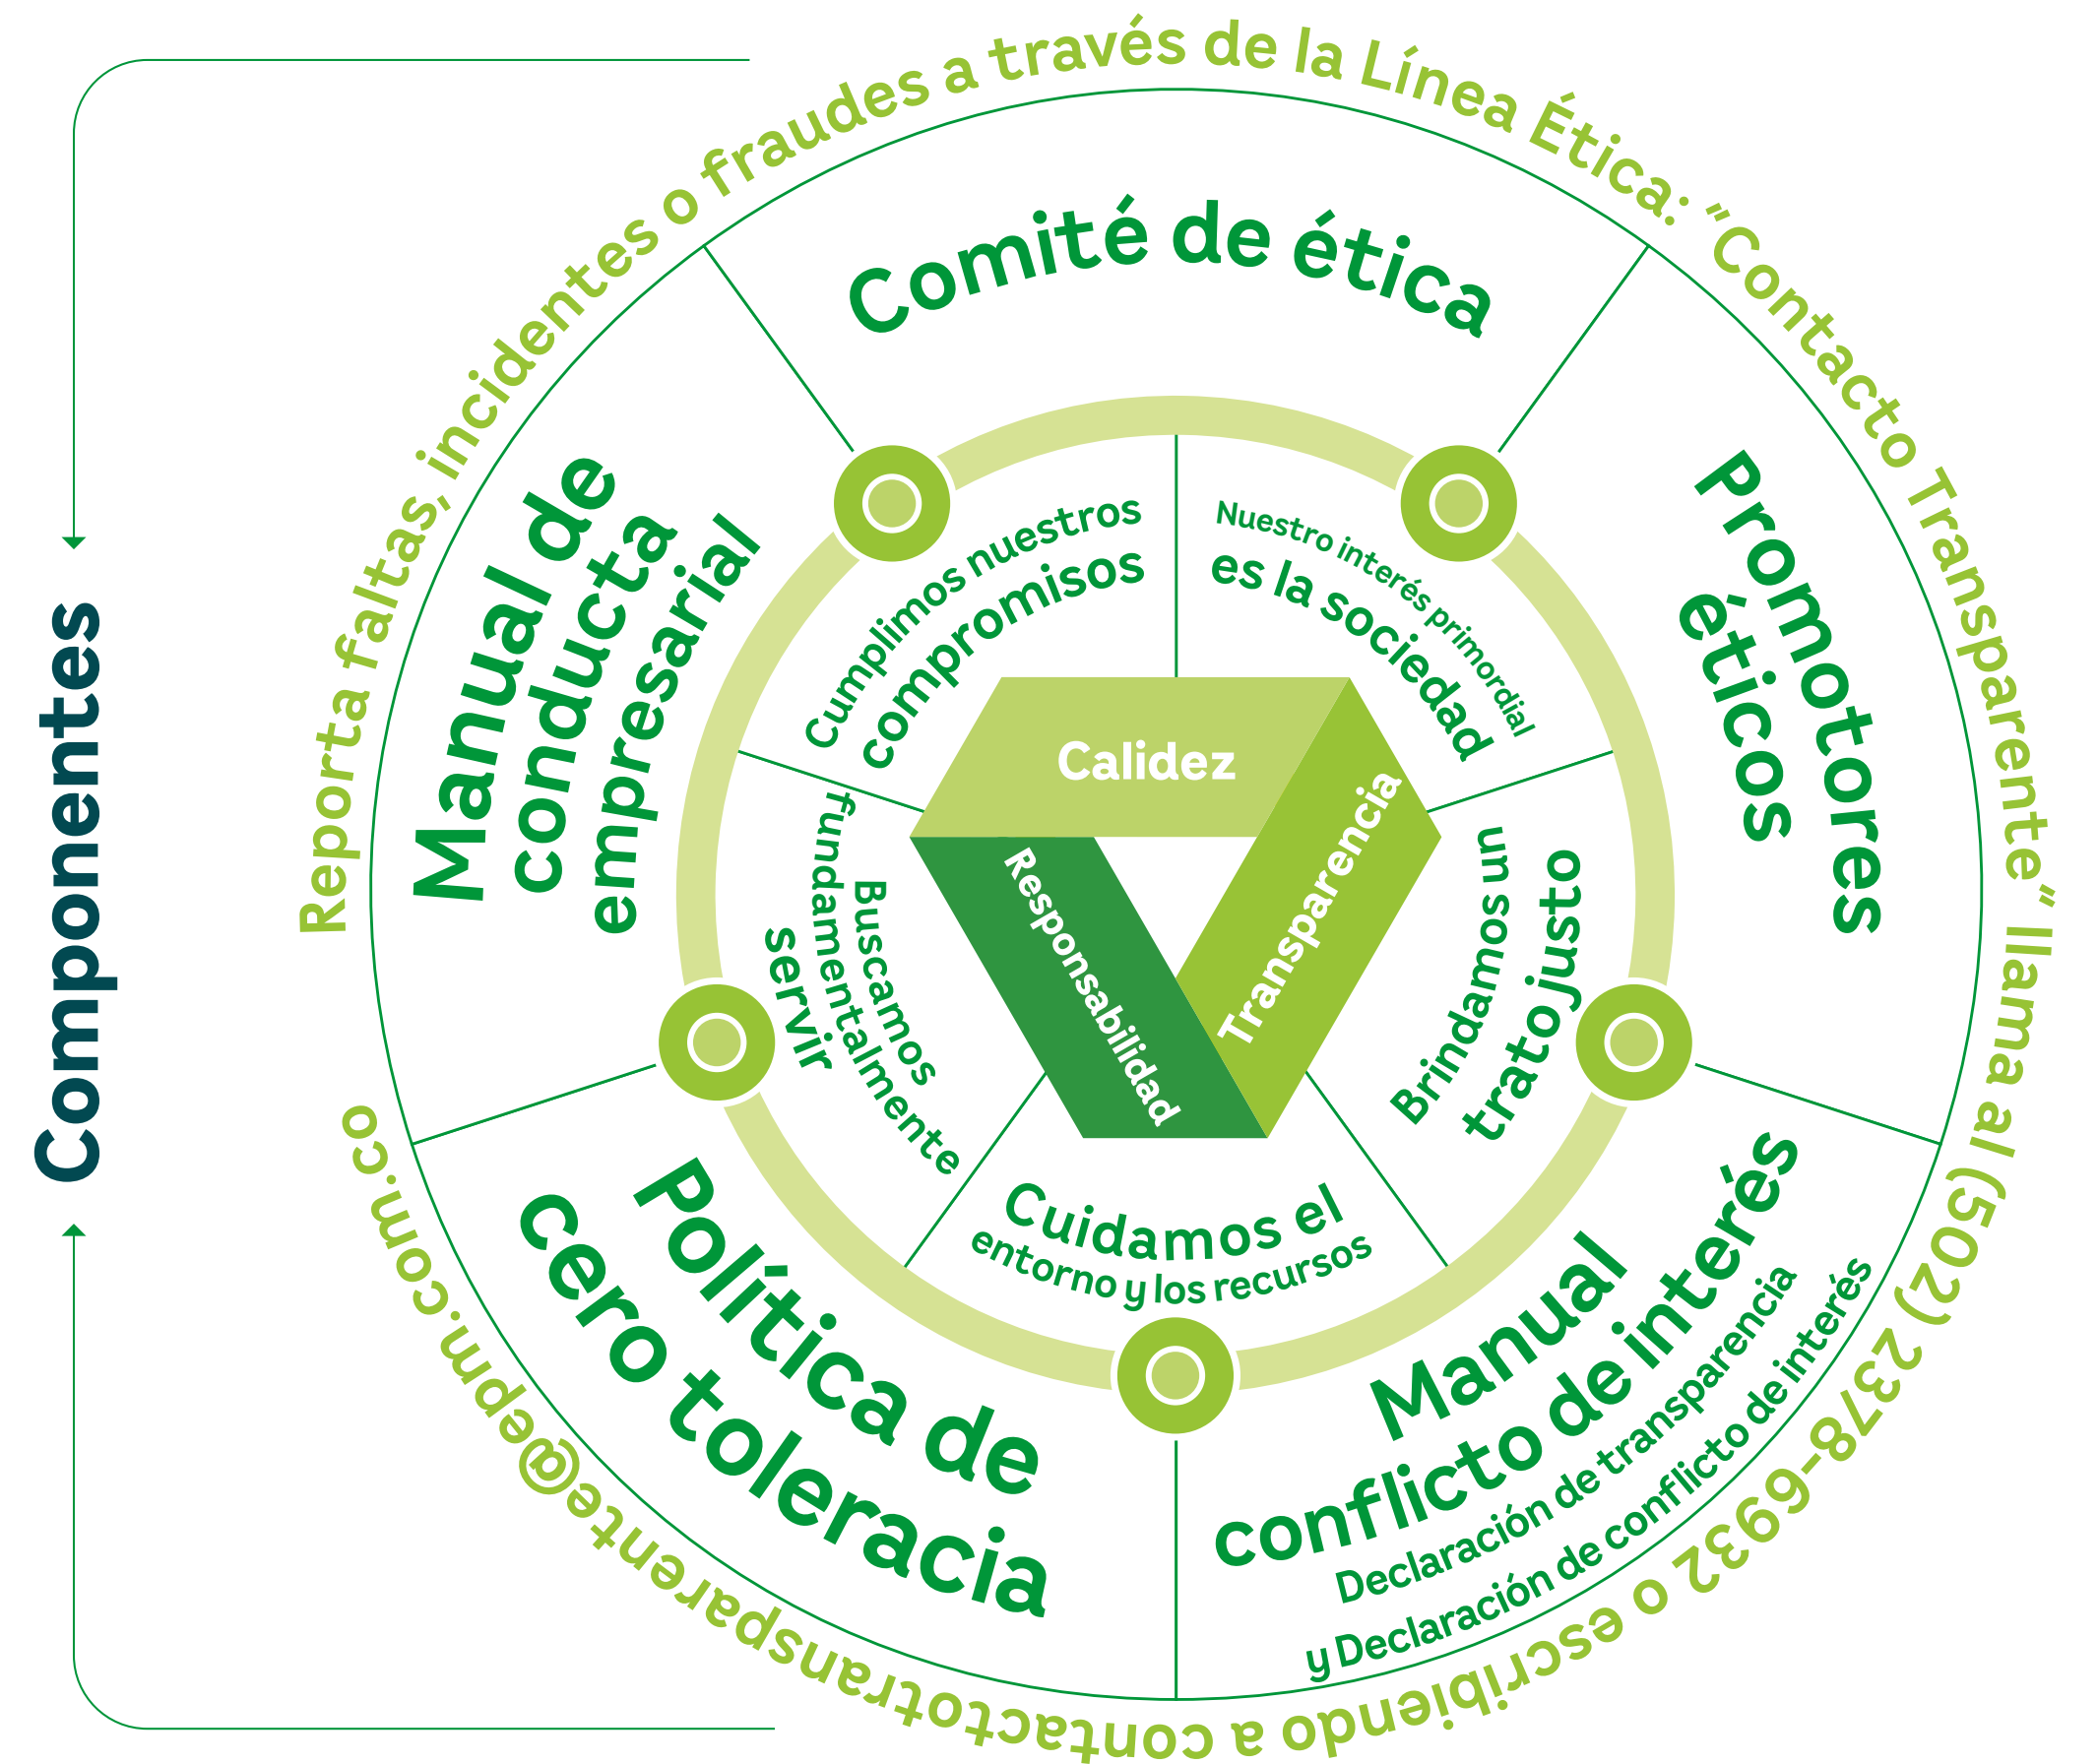 Componentes
Reporta faltas, incidentes o fraudes a través de la Línea Ética: "Contacto Transparente" llama al (502) 2378-6932 o escribiendo a contactotransparente@epm.com.co
Comité de ética
Promotores
éticos
Manual
conflicto de interés
Declaración de transparencia
y Declaración de conflicto de interés
Política de
Cero toleracia
Manual de
conducta
empresarial
Cumplimos nuestros
compromisos
Nuestro interés primordial
es la sociedad
Brindamos un
trato justo
Cuidamos el
entorno y los recursos
Buscamos
fundamentalmente
servir
Calidez
Transparencia
Responsabilidad